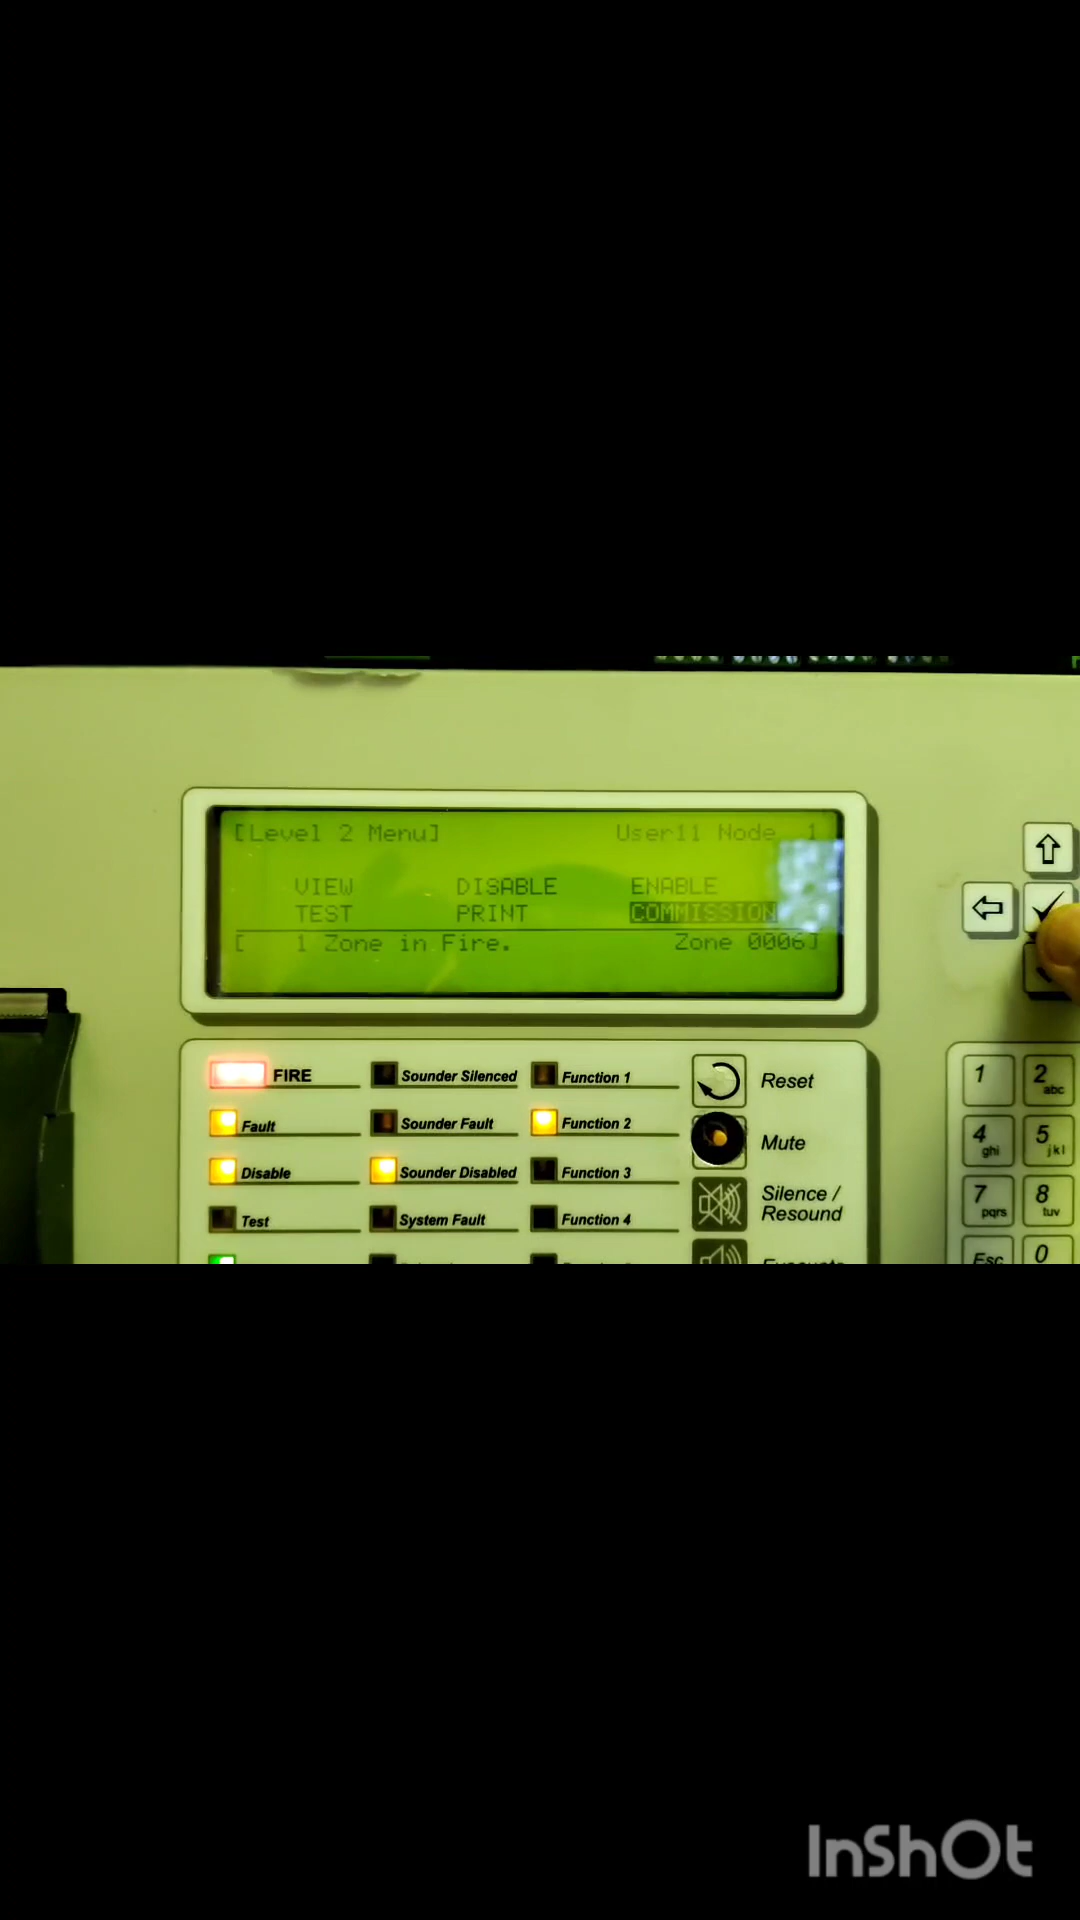 [Level 2 Menu] User11 Node 1
VIEW DISABLE ENABLE
TEST PRINT COMMISSION
[ 1 Zone in Fire. Zone 0006]
FIRE Sounder Silenced Function 1 Reset
Fault Sounder Fault Function 2 Mute
Disable Sounder Disabled Function 3 Silence / Resound
Test System Fault Function 4
1 2 abc
4 ghi 5 jkl
7 pqrs 8 tuv
Esc 0
InShOt